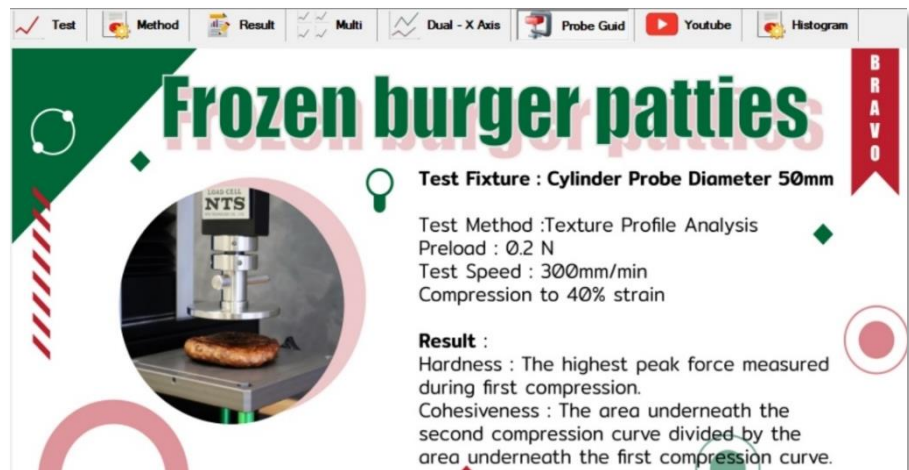 Test Method Result Multi Dual - X Axis Probe Guid Youtube Histogram
BRAVO
Frozen burger patties
Test Fixture : Cylinder Probe Diameter 50mm
LOAD CELL
NTS
Test Method :Texture Profile Analysis
Preload : 0.2 N
Test Speed : 300mm/min
Compression to 40% strain
Result :
Hardness : The highest peak force measured
during first compression.
Cohesiveness : The area underneath the
second compression curve divided by the
area underneath the first compression curve.